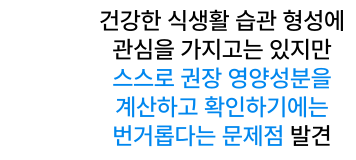 건강한 식생활 습관 형성에
관심을 가지고는 있지만
스스로 권장 영양성분을
계산하고 확인하기에는
번거롭다는 문제점 발견